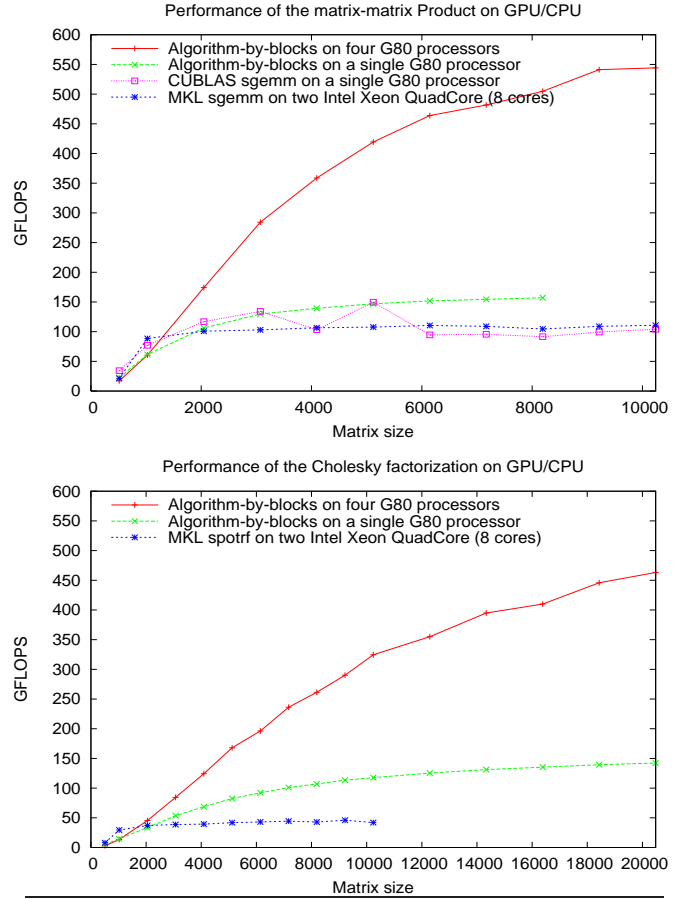 Performance of the matrix-matrix Product on GPU/CPU
600
550
500
450
400
350
300
250
200
150
100
50
0
GFLOPS
Algorithm-by-blocks on four G80 processors
Algorithm-by-blocks on a single G80 processor
CUBLAS sgemm on a single G80 processor
MKL sgemm on two Intel Xeon QuadCore (8 cores)
0 2000 4000 6000 8000 10000
Matrix size
Performance of the Cholesky factorization on GPU/CPU
600
550
500
450
400
350
300
250
200
150
100
50
0
GFLOPS
Algorithm-by-blocks on four G80 processors
Algorithm-by-blocks on a single G80 processor
MKL spotrf on two Intel Xeon QuadCore (8 cores)
0 2000 4000 6000 8000 10000 12000 14000 16000 18000 20000
Matrix size